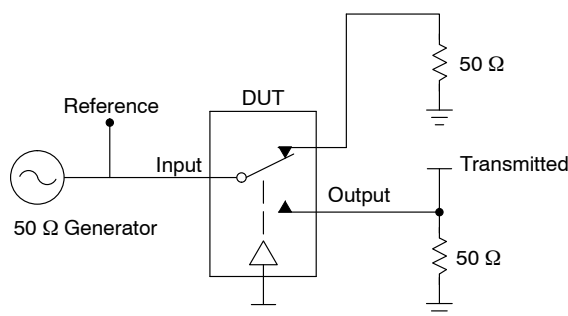 50 Ω
Reference
DUT
Input
Transmitted
Output
50 Ω Generator
50 Ω